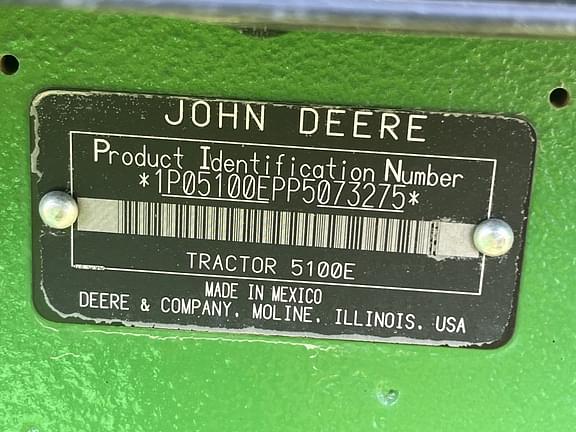 JOHN DEERE
Product Identification Number
*1P05100EPP5073275*
TRACTOR 5100E
MADE IN MEXICO
DEERE & COMPANY, MOLINE, ILLINOIS, USA